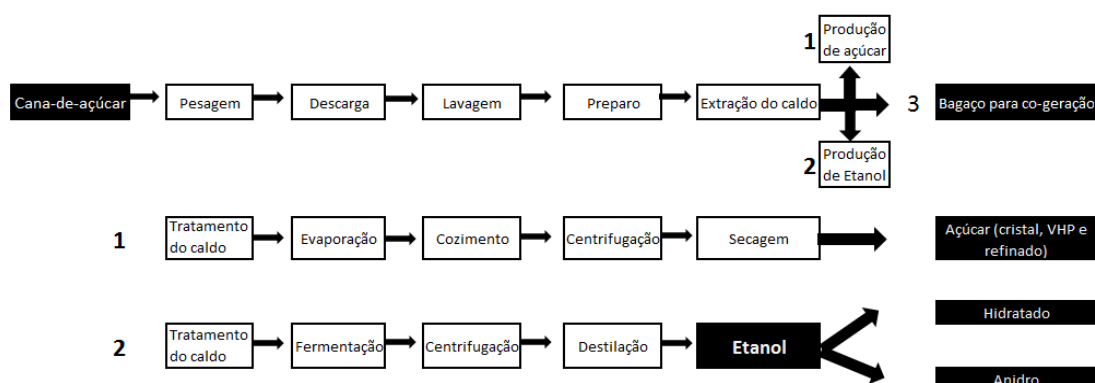 1
Produção
de açúcar
Cana-de-açúcar
Pesagem
Descarga
Lavagem
Preparo
Extração do caldo
3
Bagaço para co-geração
2
Produção
de Etanol
1
Tratamento
do caldo
Evaporação
Cozimento
Centrifugação
Secagem
Açúcar (cristal, VHP e
refinado)
2
Tratamento
do caldo
Fermentação
Centrifugação
Destilação
Etanol
Hidratado
Anidro